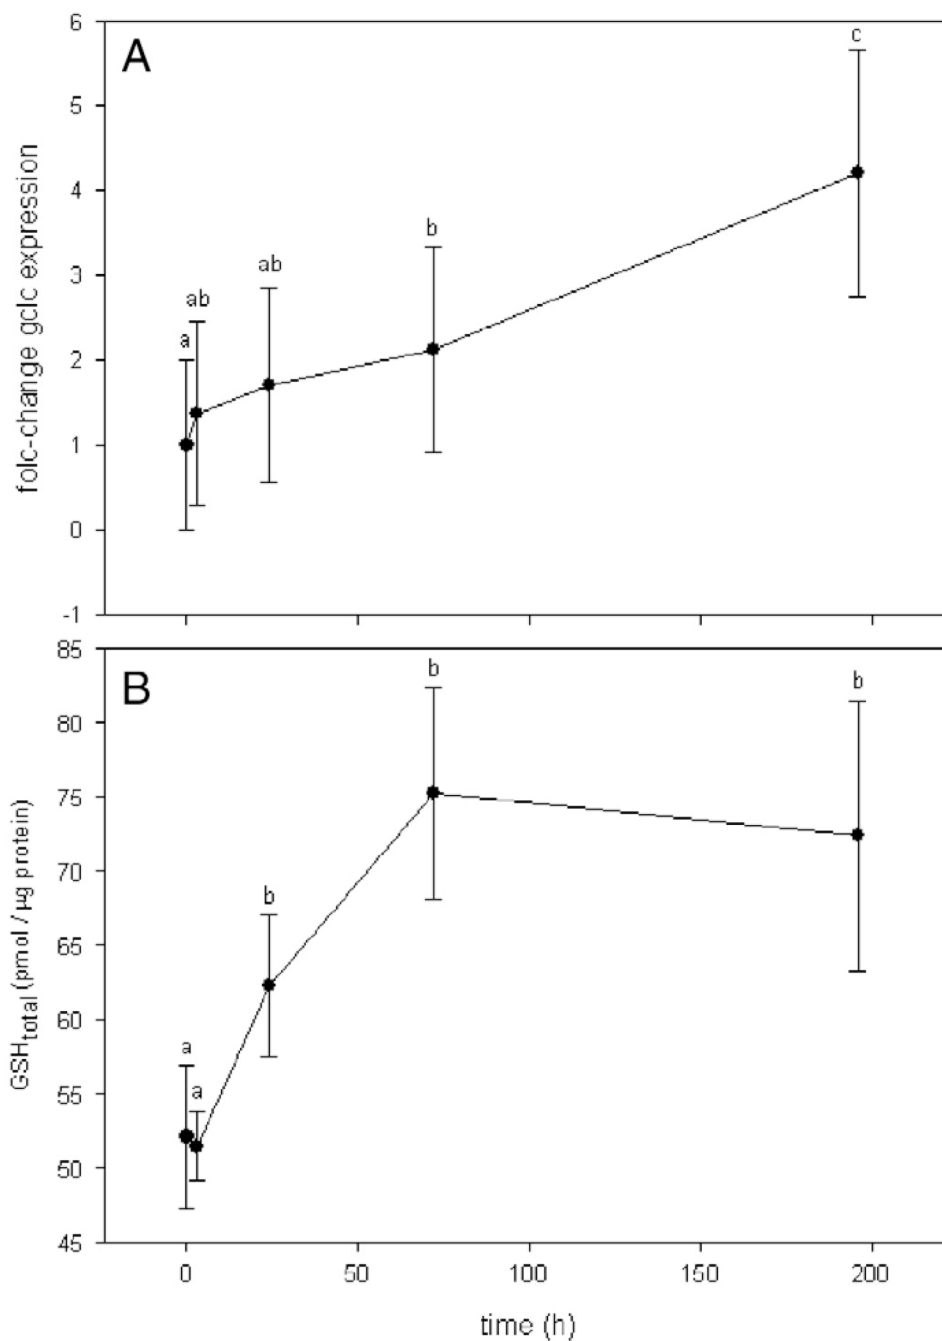 A
6
5
4
3
2
1
0
-1
folc-change gclc expression
a
ab
ab
b
c
B
85
80
75
70
65
60
55
50
45
GSHtotal (pmol / µg protein)
a
a
b
b
b
0 50 100 150 200
time (h)